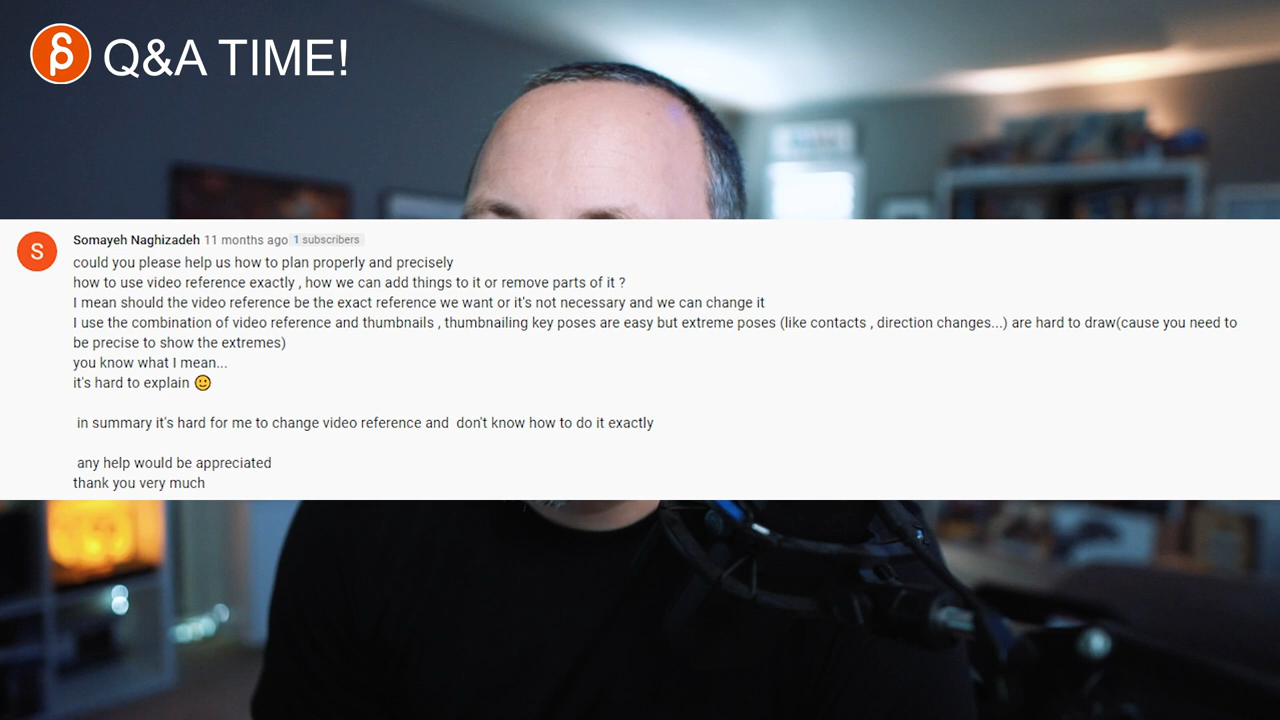 Q&A TIME!
S
Somayeh Naghizadeh 11 months ago 1 subscribers
could you please help us how to plan properly and precisely
how to use video reference exactly , how we can add things to it or remove parts of it ?
I mean should the video reference be the exact reference we want or it's not necessary and we can change it
I use the combination of video reference and thumbnails , thumbnailing key poses are easy but extreme poses (like contacts , direction changes...) are hard to draw(cause you need to
be precise to show the extremes)
you know what I mean...
it's hard to explain 🙂
in summary it's hard for me to change video reference and don't know how to do it exactly
any help would be appreciated
thank you very much